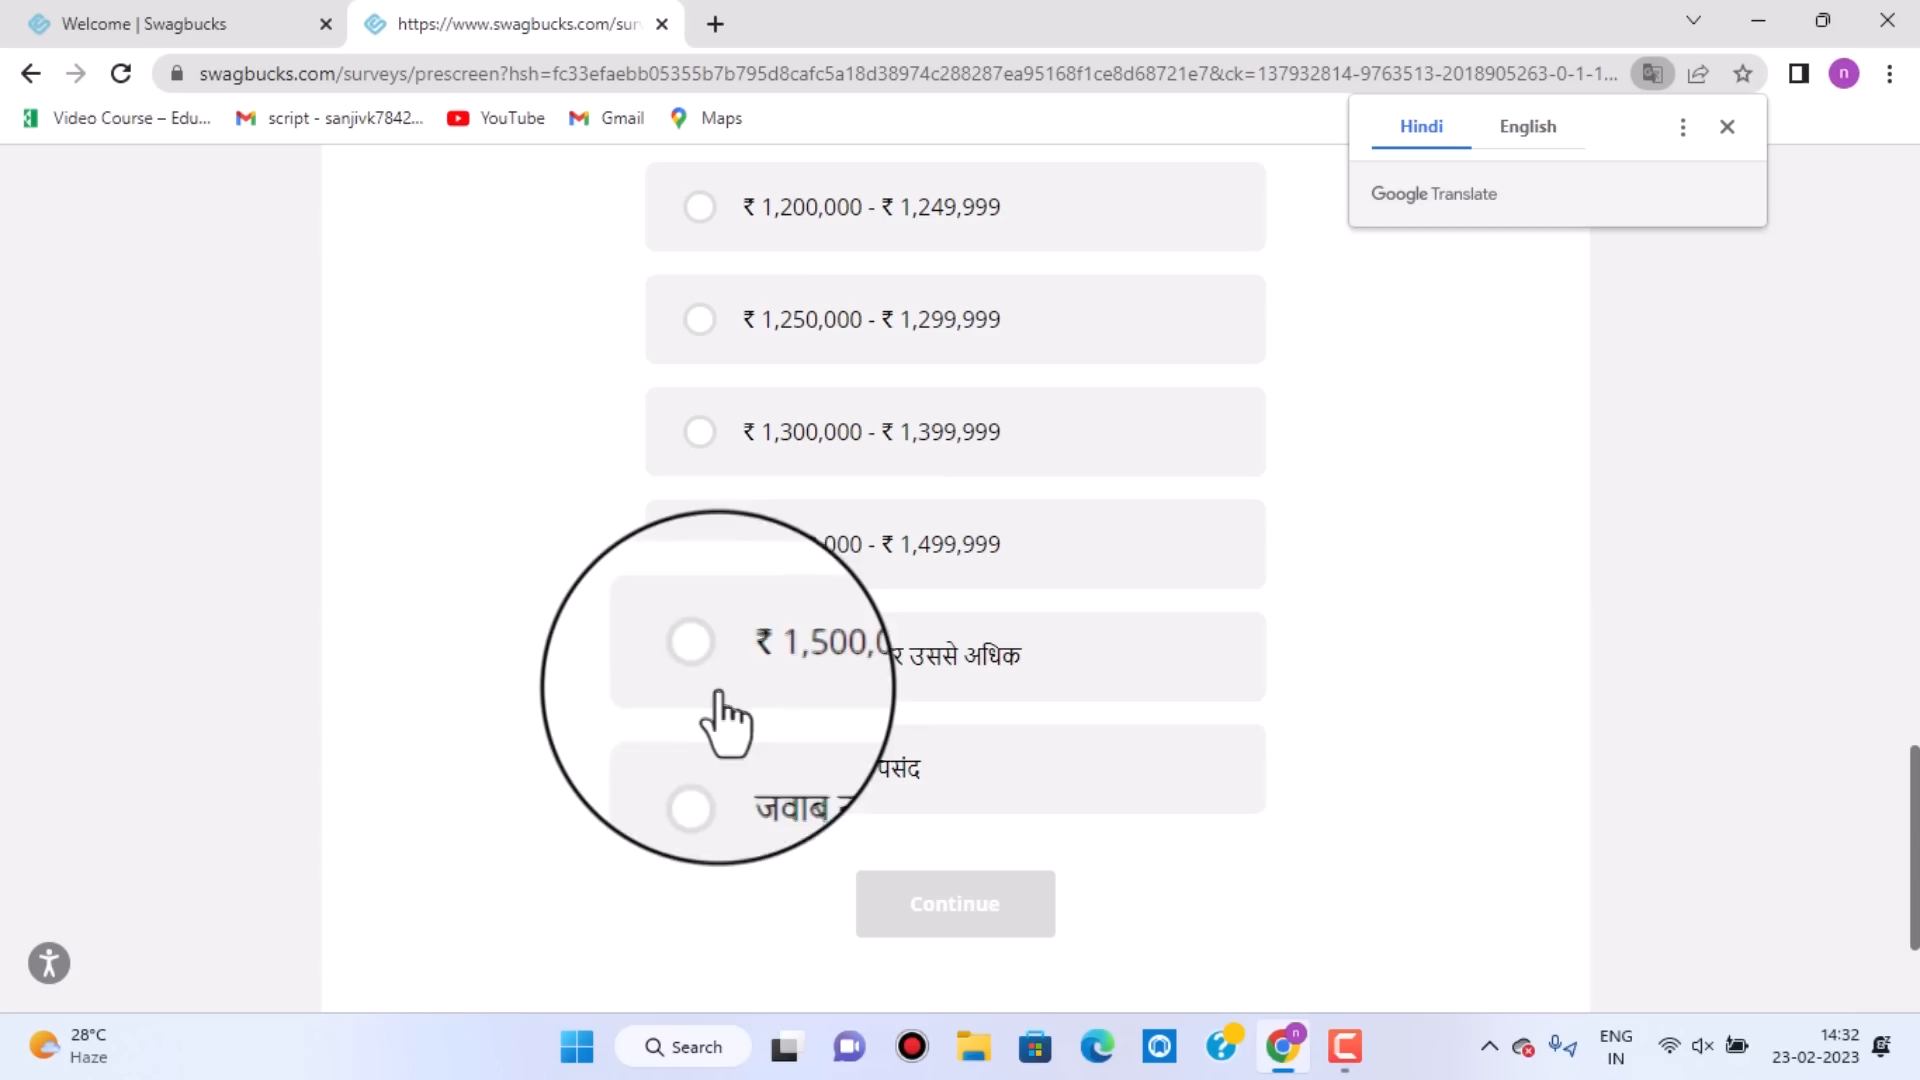 Welcome | Swagbucks
https://www.swagbucks.com/sur
swagbucks.com/surveys/prescreen?hsh=fc33efaebb05355b7b795d8cafc5a18d38974c288287ea95168f1ce8d68721e7&ck=137932814-9763513-2018905263-0-1-1...
n
Video Course – Edu...
script - sanjivk7842...
YouTube
Gmail
Maps
Hindi
English
Google Translate
₹ 1,200,000 - ₹ 1,249,999
₹ 1,250,000 - ₹ 1,299,999
₹ 1,300,000 - ₹ 1,399,999
000 - ₹ 1,499,999
₹ 1,500,0 र उससे अधिक
जवाब पसंद
Continue
28°C
Haze
Search
n
ENG
IN
14:32
23-02-2023